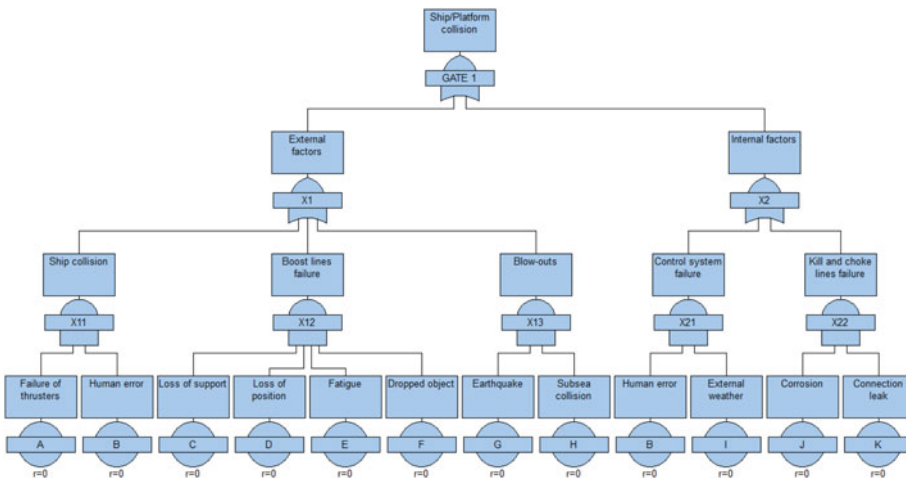 Ship/Platform
collision
GATE 1
External
factors
Internal factors
X1
X2
Ship collision
Boost lines
failure
Blow-outs
Control system
failure
Kill and choke
lines failure
X11
X12
X13
X21
X22
Failure of
thrusters
Human error
Loss of support
Loss of
position
Fatigue
Dropped object
Earthquake
Subsea
collision
Human error
External
weather
Corrosion
Connection
leak
A
B
C
D
E
F
G
H
B
I
J
K
r=0
r=0
r=0
r=0
r=0
r=0
r=0
r=0
r=0
r=0
r=0
r=0